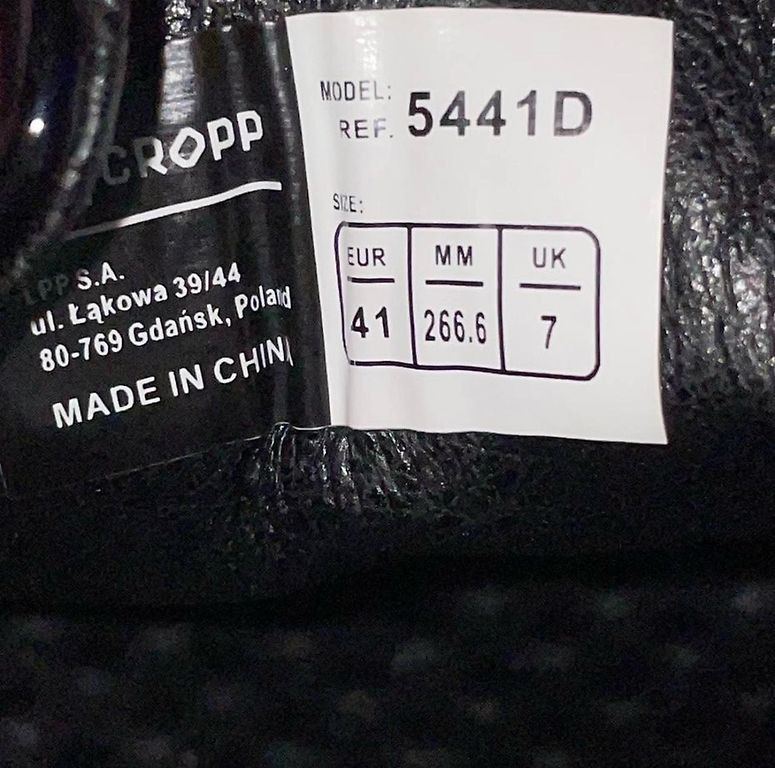 CROPP
LPP S.A.
ul. Łąkowa 39/44
80-769 Gdańsk, Poland
MADE IN CHINA
MODEL:
REF. 5441D
SIZE:
EUR MM UK
41 266.6 7